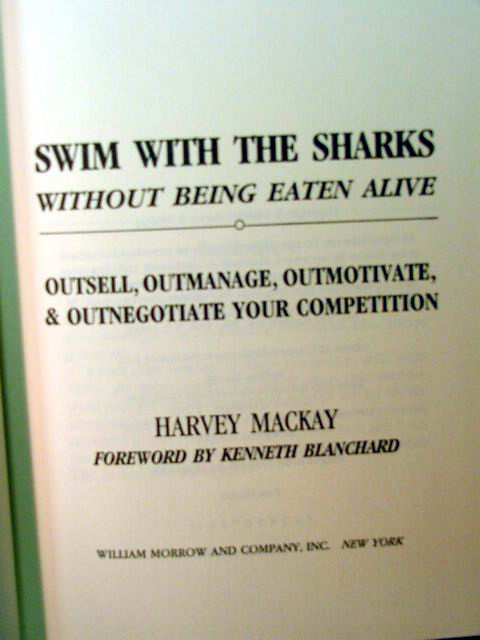 SWIM WITH THE SHARKS
WITHOUT BEING EATEN ALIVE
OUTSELL, OUTMANAGE, OUTMOTIVATE,
& OUTNEGOTIATE YOUR COMPETITION
HARVEY MACKAY
FOREWORD BY KENNETH BLANCHARD
WILLIAM MORROW AND COMPANY, INC. NEW YORK